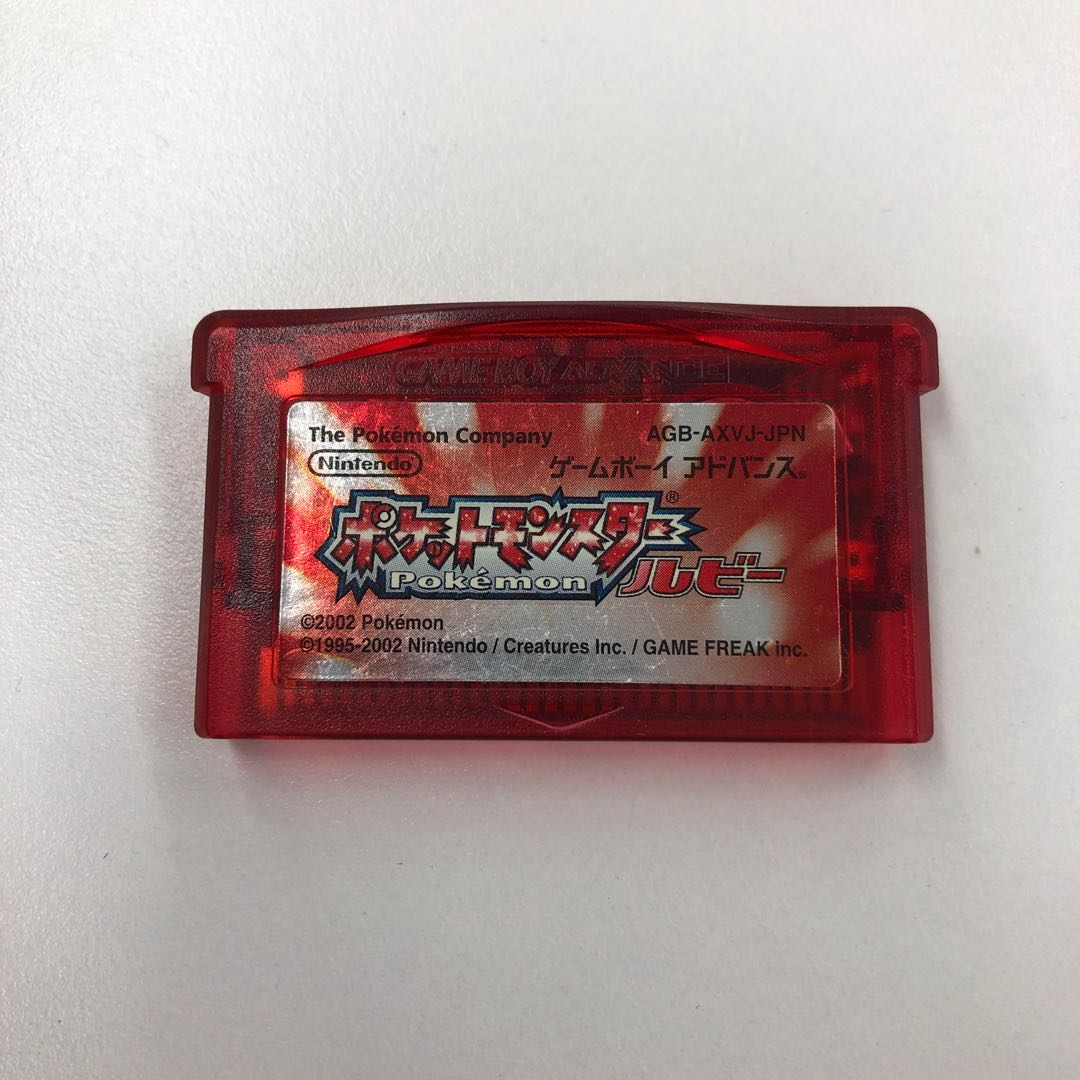 GAME BOY ADVANCE
The Pokémon Company AGB-AXVJ-JPN
Nintendo ゲームボーイ アドバンス®
ポケットモンスター®
Pokémon ルビー
©2002 Pokémon
©1995-2002 Nintendo / Creatures Inc. / GAME FREAK inc.